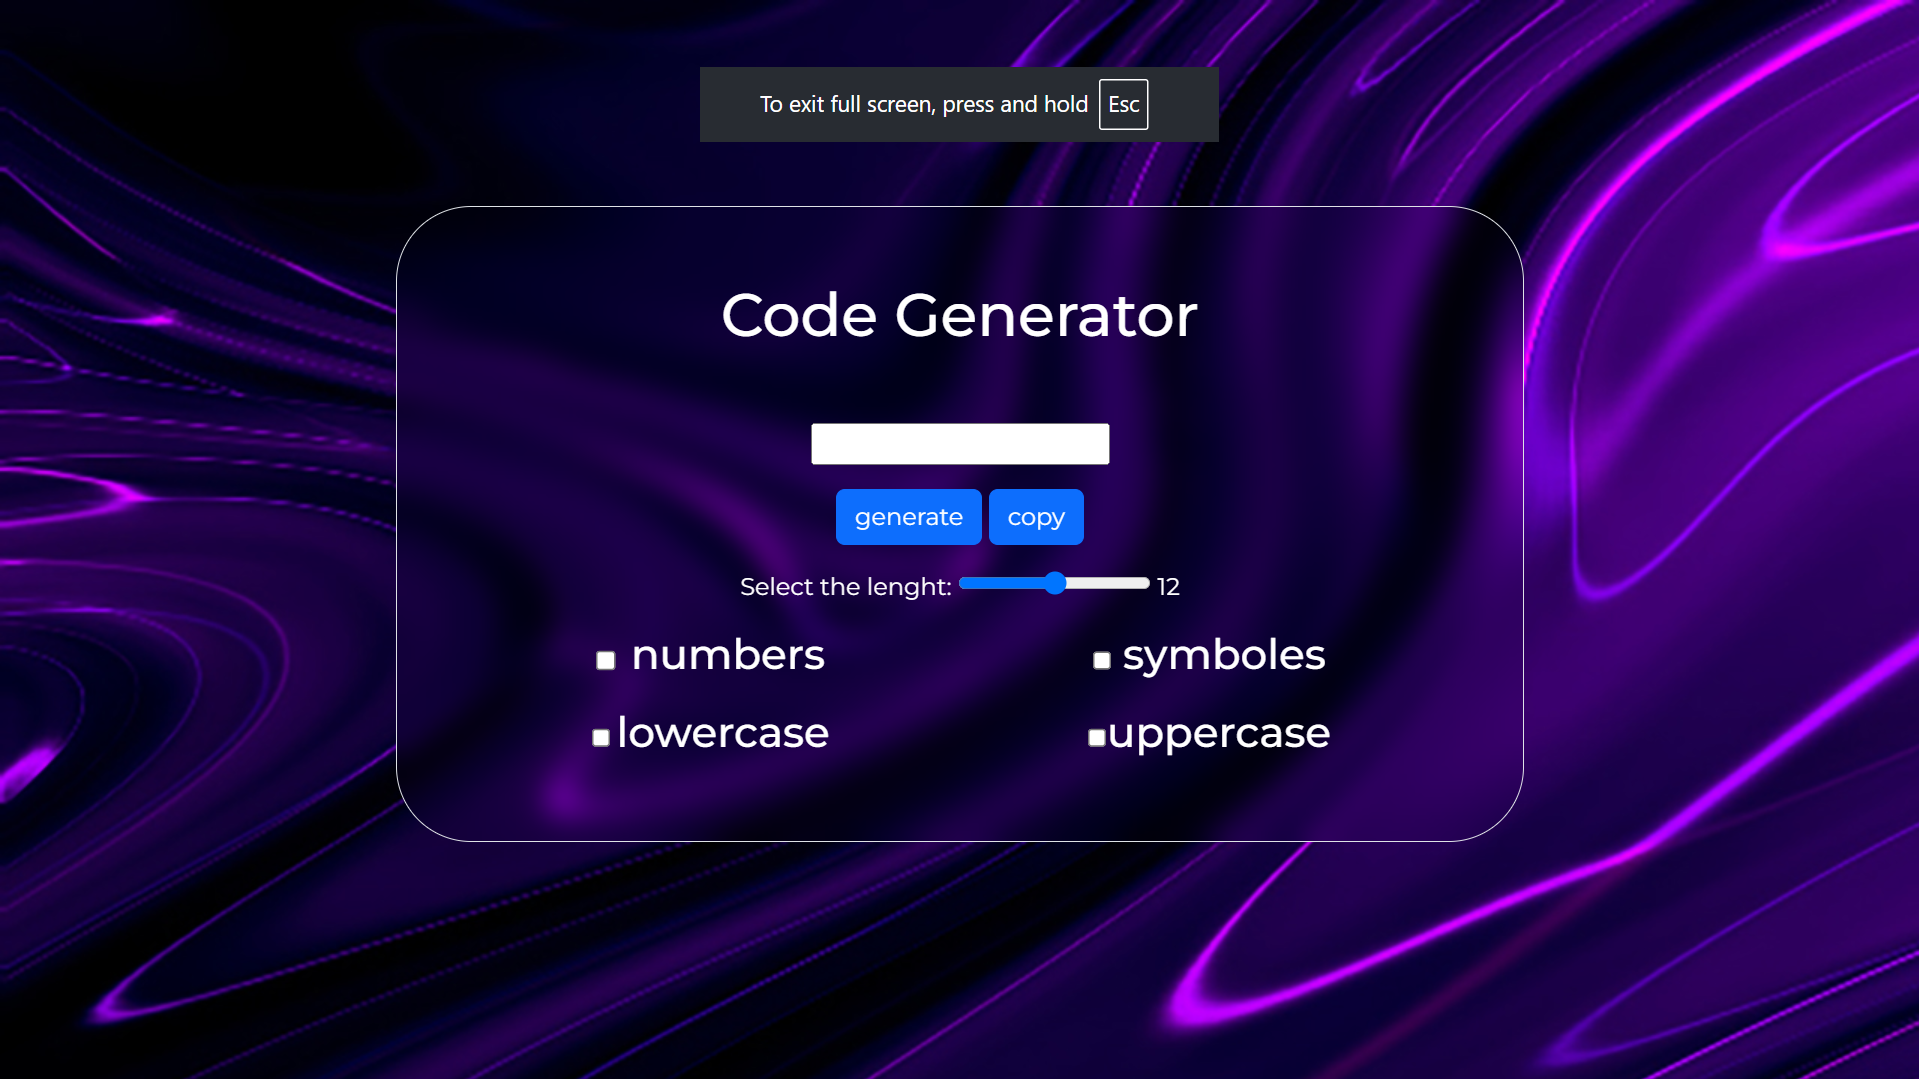 To exit full screen, press and hold Esc
Code Generator
generate copy
Select the lenght: 12
numbers symboles
lowercase uppercase